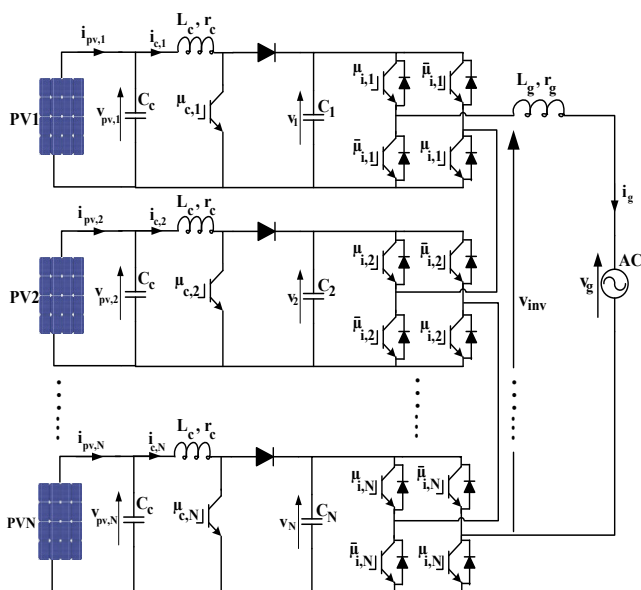 i_pv,1 i_c,1 L_c, r_c
PV1 v_pv,1 C_c μ_c,1 v_1 C_1 μ_i,1 μ̄_i,1 L_g, r_g
μ̄_i,1 μ_i,1
i_pv,2 i_c,2 L_c, r_c
i_g
PV2 v_pv,2 C_c μ_c,2 v_2 C_2 μ_i,2 μ̄_i,2 v_inv v_g AC
μ̄_i,2 μ_i,2
i_pv,N i_c,N L_c, r_c
PVN v_pv,N C_c μ_c,N v_N C_N μ_i,N μ̄_i,N
μ̄_i,N μ_i,N